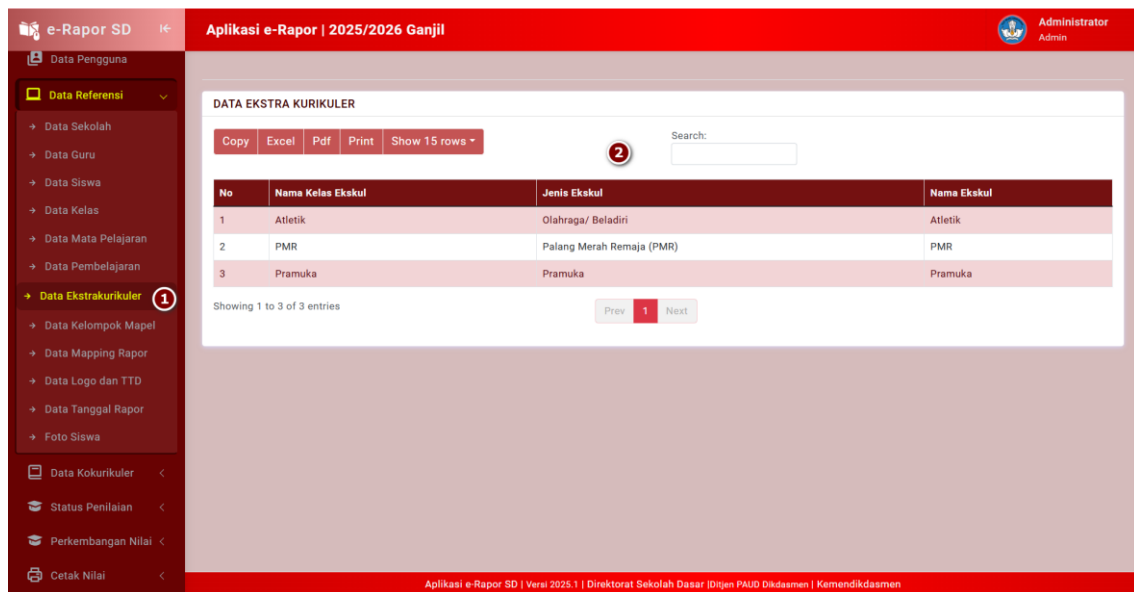 e-Rapor SD
Aplikasi e-Rapor | 2025/2026 Ganjil
Administrator
Admin
Data Pengguna
Data Referensi
Data Sekolah
Data Guru
Data Siswa
Data Kelas
Data Mata Pelajaran
Data Pembelajaran
Data Ekstrakurikuler
1
Data Kelompok Mapel
Data Mapping Rapor
Data Logo dan TTD
Data Tanggal Rapor
Foto Siswa
Data Kokurikuler
Status Penilaian
Perkembangan Nilai
Cetak Nilai
DATA EKSTRA KURIKULER
Copy Excel Pdf Print Show 15 rows
2
Search:
No Nama Kelas Ekskul Jenis Ekskul Nama Ekskul
1 Atletik Olahraga/ Beladiri Atletik
2 PMR Palang Merah Remaja (PMR) PMR
3 Pramuka Pramuka Pramuka
Showing 1 to 3 of 3 entries
Prev 1 Next
Aplikasi e-Rapor SD | Versi 2025.1 | Direktorat Sekolah Dasar |Ditjen PAUD Dikdasmen | Kemendikdasmen